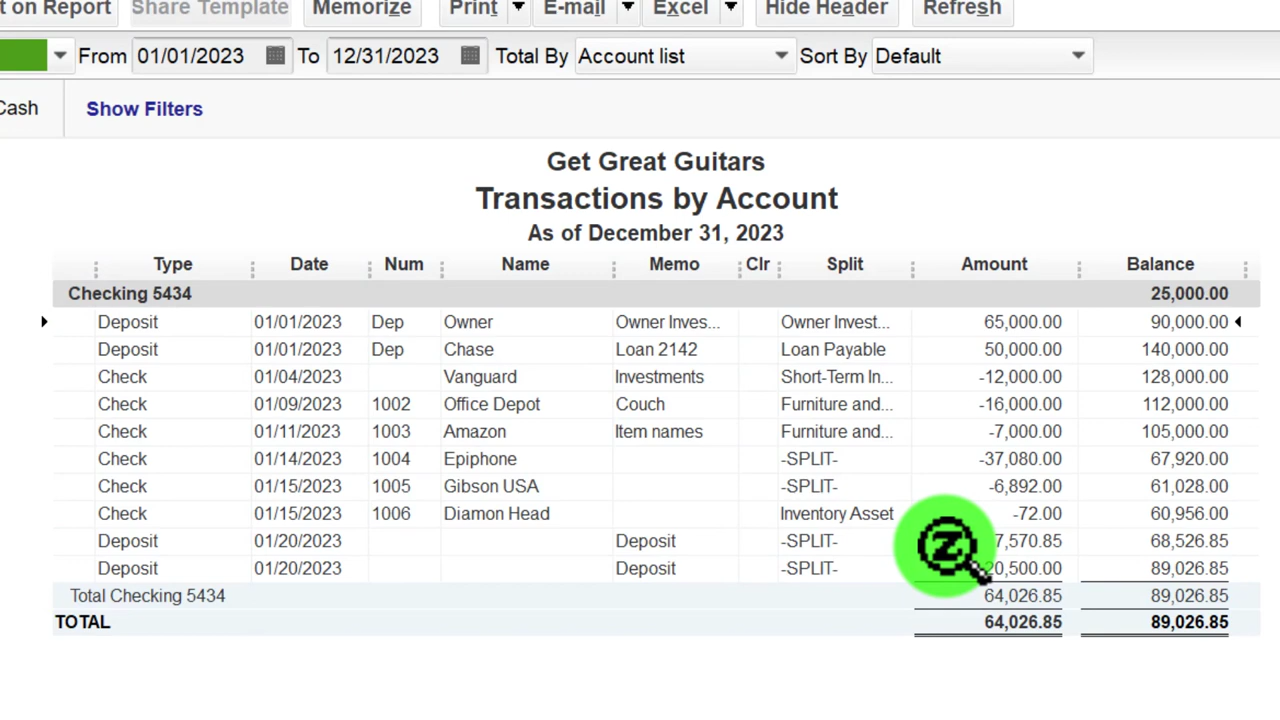 t on Report Share Template Memorize Print E-mail Excel Hide Header Refresh
From 01/01/2023 To 12/31/2023 Total By Account list Sort By Default
Cash Show Filters
Get Great Guitars
Transactions by Account
As of December 31, 2023
Type Date Num Name Memo Clr Split Amount Balance
Checking 5434 25,000.00
Deposit 01/01/2023 Dep Owner Owner Inves... Owner Invest... 65,000.00 90,000.00
Deposit 01/01/2023 Dep Chase Loan 2142 Loan Payable 50,000.00 140,000.00
Check 01/04/2023 Vanguard Investments Short-Term In... -12,000.00 128,000.00
Check 01/09/2023 1002 Office Depot Couch Furniture and... -16,000.00 112,000.00
Check 01/11/2023 1003 Amazon Item names Furniture and... -7,000.00 105,000.00
Check 01/14/2023 1004 Epiphone -SPLIT- -37,080.00 67,920.00
Check 01/15/2023 1005 Gibson USA -SPLIT- -6,892.00 61,028.00
Check 01/15/2023 1006 Diamon Head Inventory Asset -72.00 60,956.00
Deposit 01/20/2023 Deposit -SPLIT- 7,570.85 68,526.85
Deposit 01/20/2023 Deposit -SPLIT- 20,500.00 89,026.85
Total Checking 5434 64,026.85 89,026.85
TOTAL 64,026.85 89,026.85